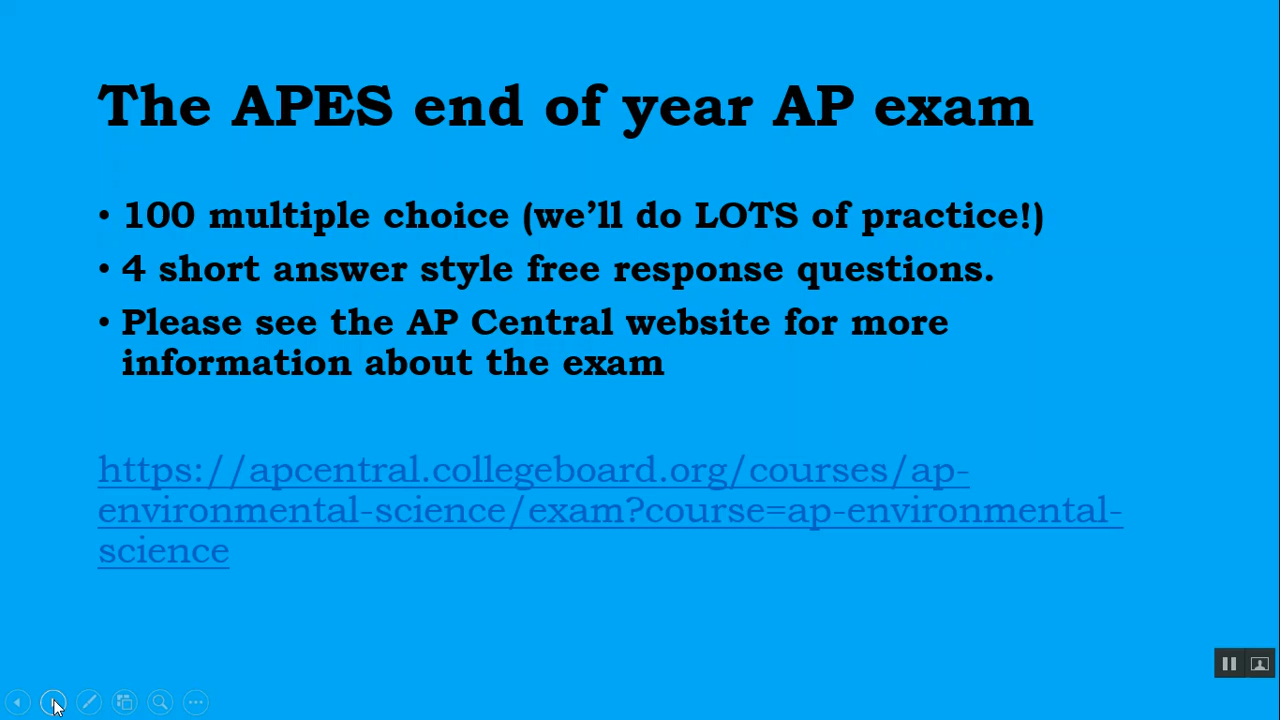 The APES end of year AP exam
• 100 multiple choice (we’ll do LOTS of practice!)
• 4 short answer style free response questions.
• Please see the AP Central website for more
information about the exam
https://apcentral.collegeboard.org/courses/ap-
environmental-science/exam?course=ap-environmental-
science